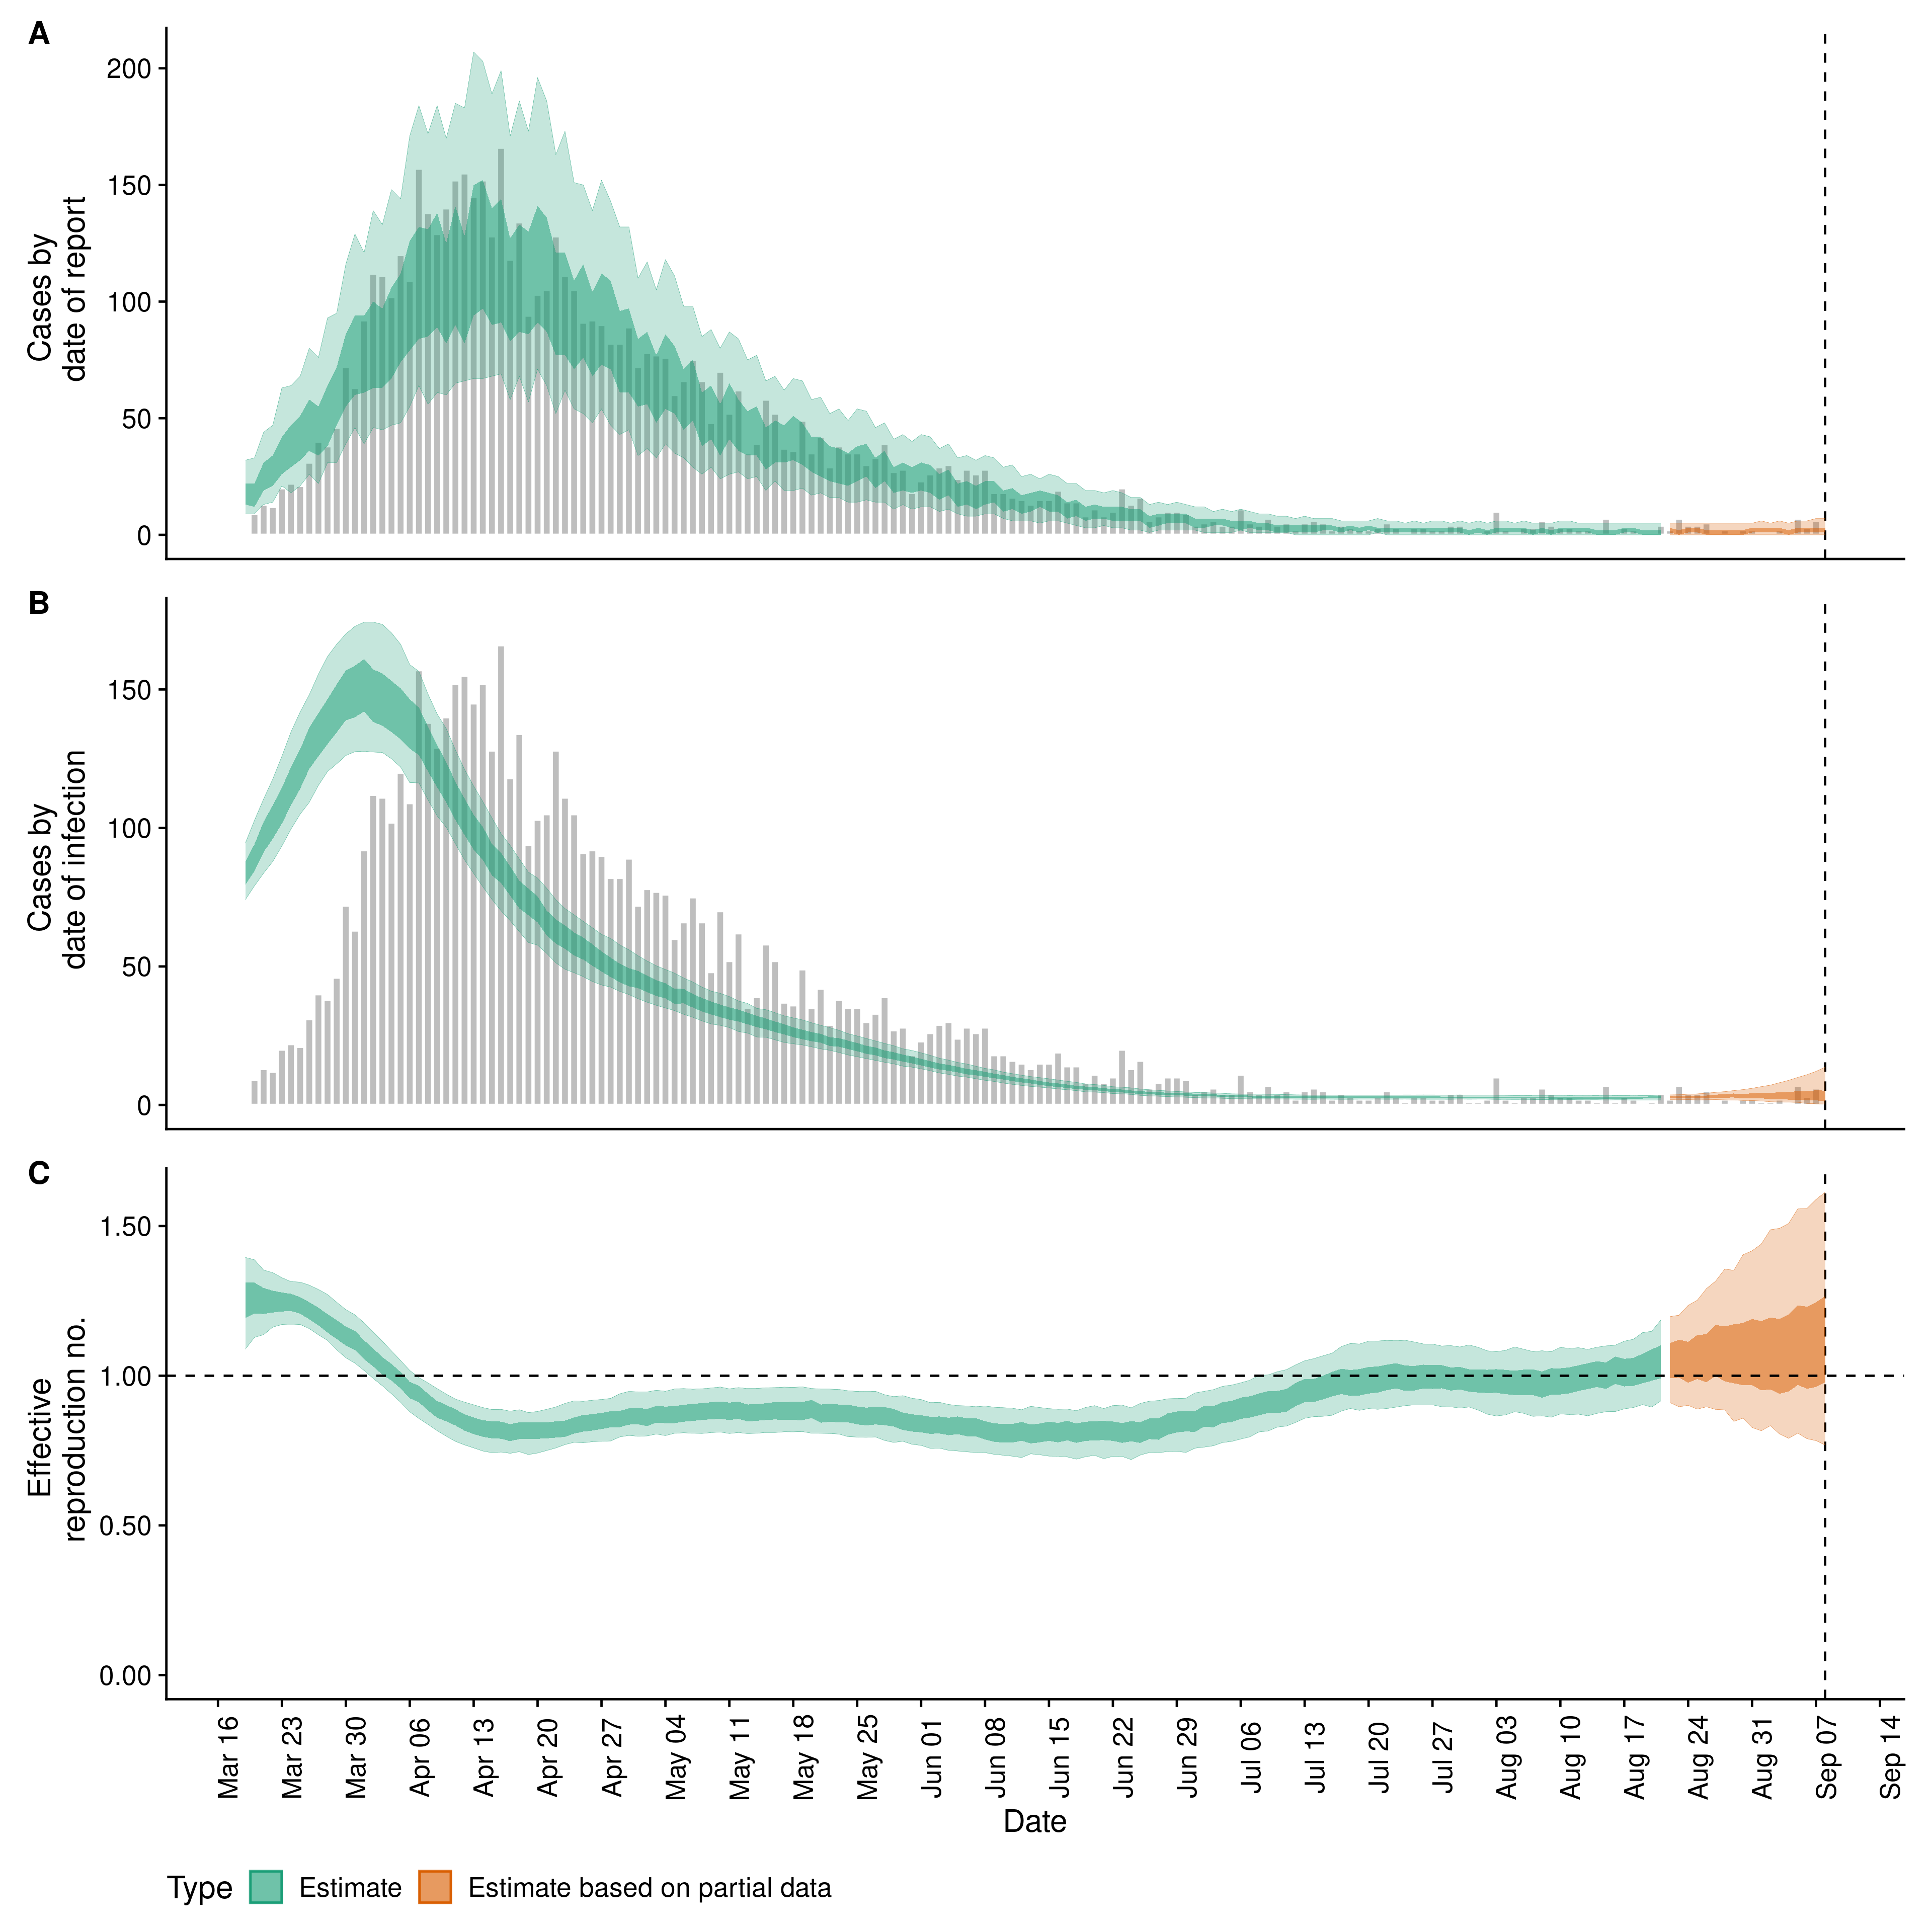 A
200
150
100
50
0
Cases by
date of report
B
150
100
50
0
Cases by
date of infection
C
1.50
1.00
0.50
0.00
Effective
reproduction no.
Mar 16
Mar 23
Mar 30
Apr 06
Apr 13
Apr 20
Apr 27
May 04
May 11
May 18
May 25
Jun 01
Jun 08
Jun 15
Jun 22
Jun 29
Jul 06
Jul 13
Jul 20
Jul 27
Aug 03
Aug 10
Aug 17
Aug 24
Aug 31
Sep 07
Sep 14
Date
Type Estimate Estimate based on partial data